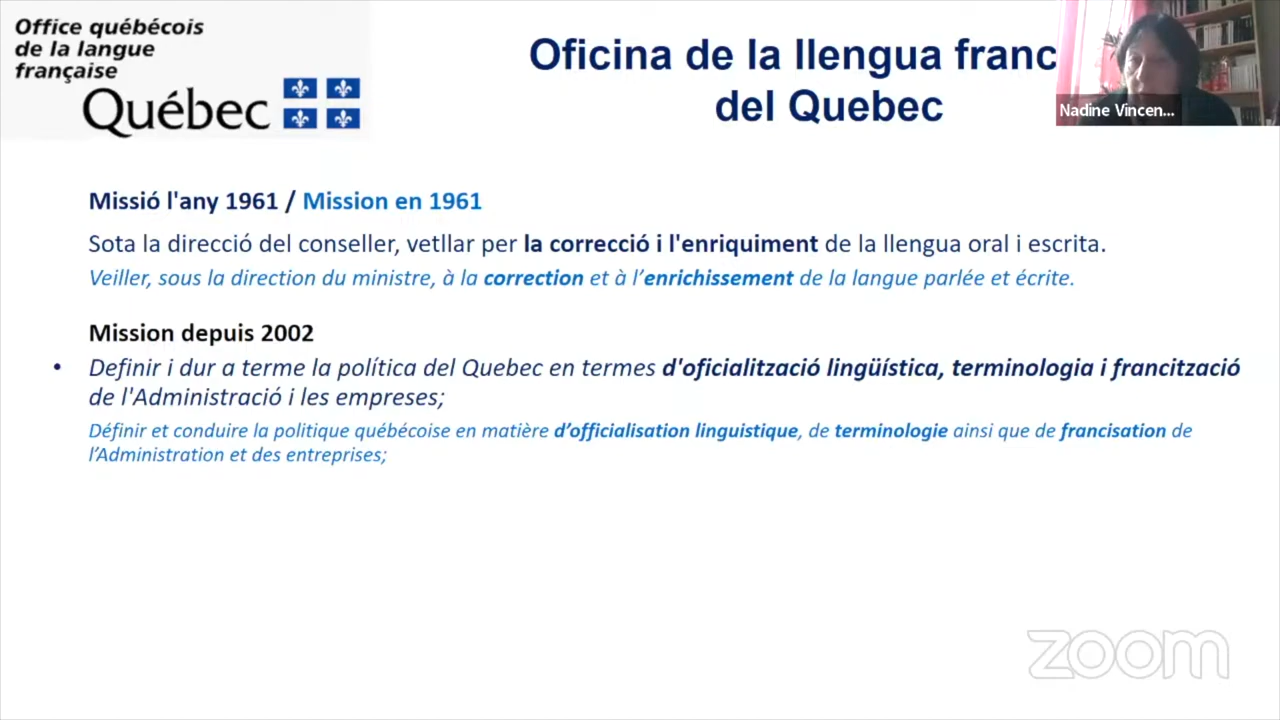 Office québécois
de la langue
française
Québec
Oficina de la llengua franc
del Quebec
Nadine Vincen...
Missió l'any 1961 / Mission en 1961
Sota la direcció del conseller, vetllar per la correcció i l'enriquiment de la llengua oral i escrita.
Veiller, sous la direction du ministre, à la correction et à l’enrichissement de la langue parlée et écrite.
Mission depuis 2002
• Definir i dur a terme la política del Quebec en termes d'oficialització lingüística, terminologia i francització
de l'Administració i les empreses;
Définir et conduire la politique québécoise en matière d’officialisation linguistique, de terminologie ainsi que de francisation de
l’Administration et des entreprises;
zoom